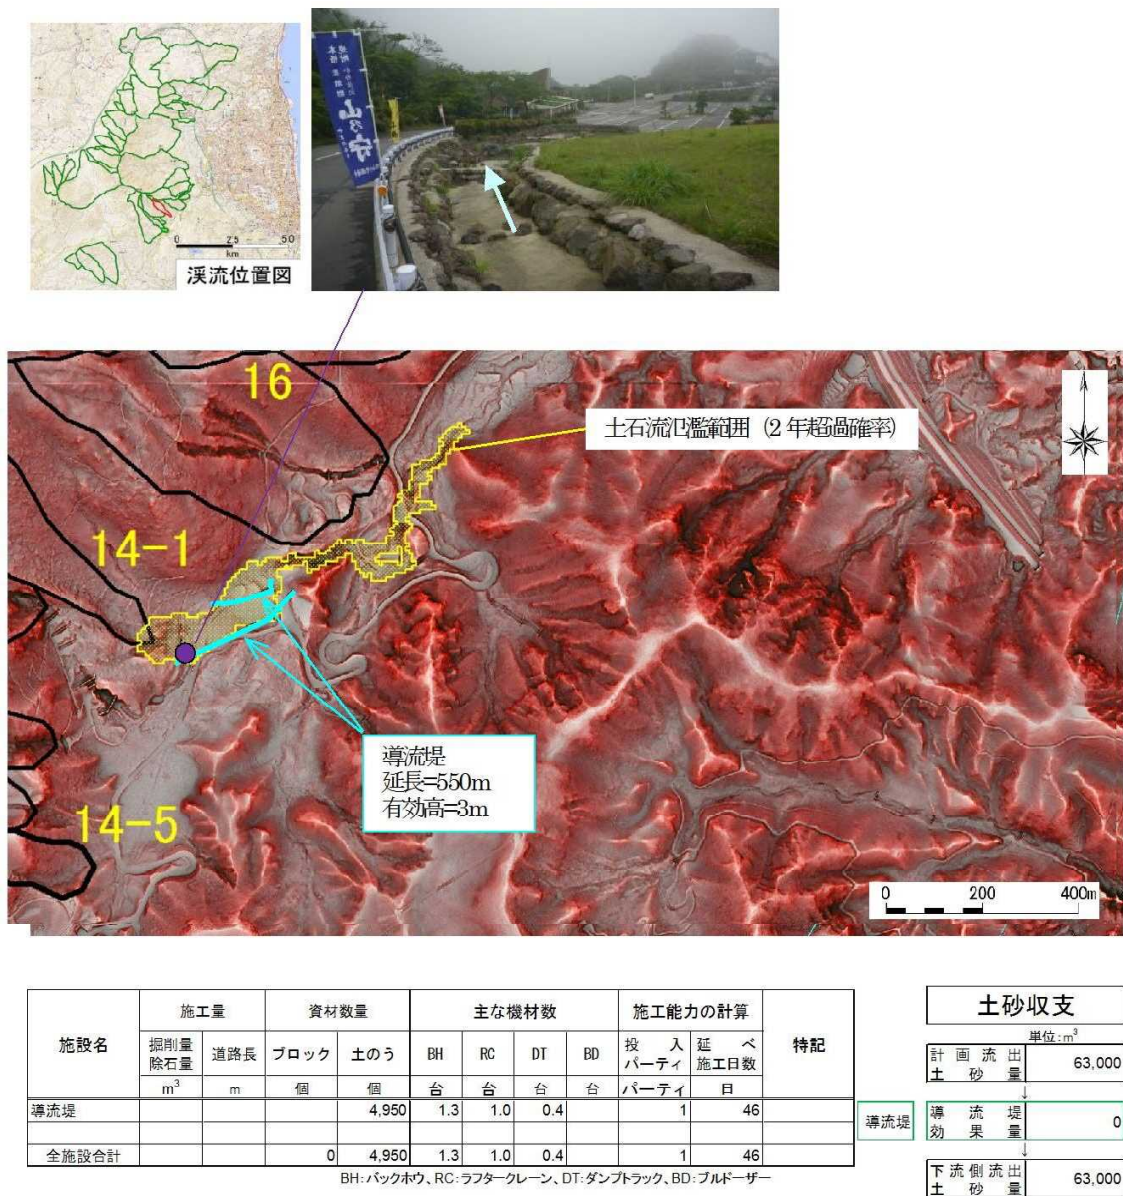 0 2.5 5.0
km
渓流位置図
山乃守
16
土石流氾濫範囲（2年超過確率）
14-1
導流堤
延長=550m
有効高=3m
14-5
0 200 400m
施設名 施工量 資材数量 主な機材数 施工能力の計算 特記
掘削量 除石量 道路長 ブロック 土のう BH RC DT BD 投入パーティ 延べ施工日数
m³ m 個 個 台 台 台 台 パーティ 日
導流堤 4,950 1.3 1.0 0.4 1 46
全施設合計 0 4,950 1.3 1.0 0.4 1 46
BH:バックホウ、RC:ラフタークレーン、DT:ダンプトラック、BD:ブルドーザー
土砂収支
単位:m³
計画流出土砂量 63,000
↓
導流堤 導流堤効果量 0
↓
下流側流出土砂量 63,000